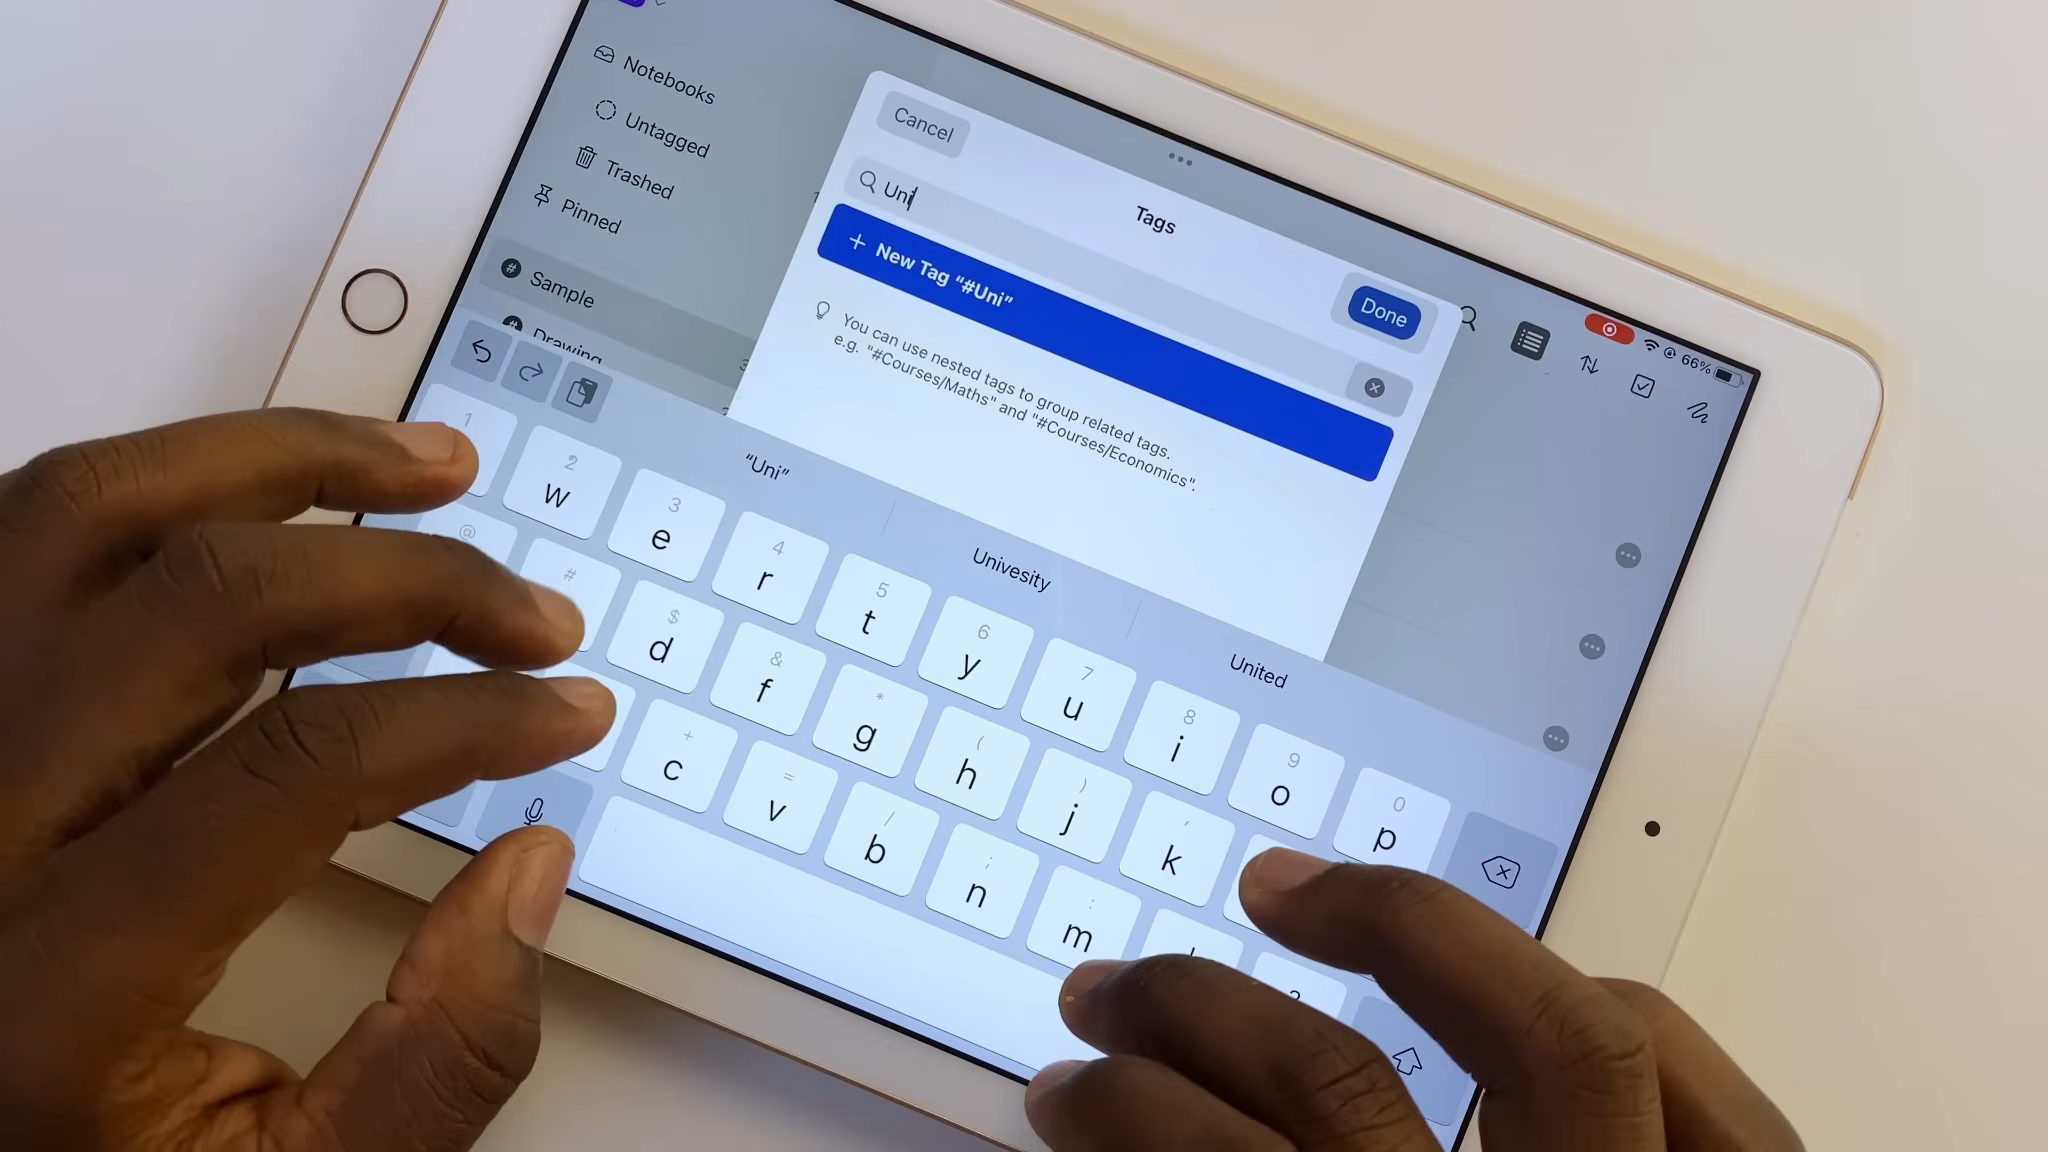 Notebooks
Untagged
Trashed
Pinned
# Sample
# Drawing
Cancel
Tags
Uni
Done
+ New Tag "#Uni"
You can use nested tags to group related tags.
e.g. "#Courses/Maths" and "#Courses/Economics".
66%
"Uni"
Univesity
United
1
2 w
3 e
4 r
5 t
6 y
7 u
8 i
9 o
0 p
@
#
$ d
& f
* g
( h
) j
' k
+ c
= v
/ b
; n
: m
!
?